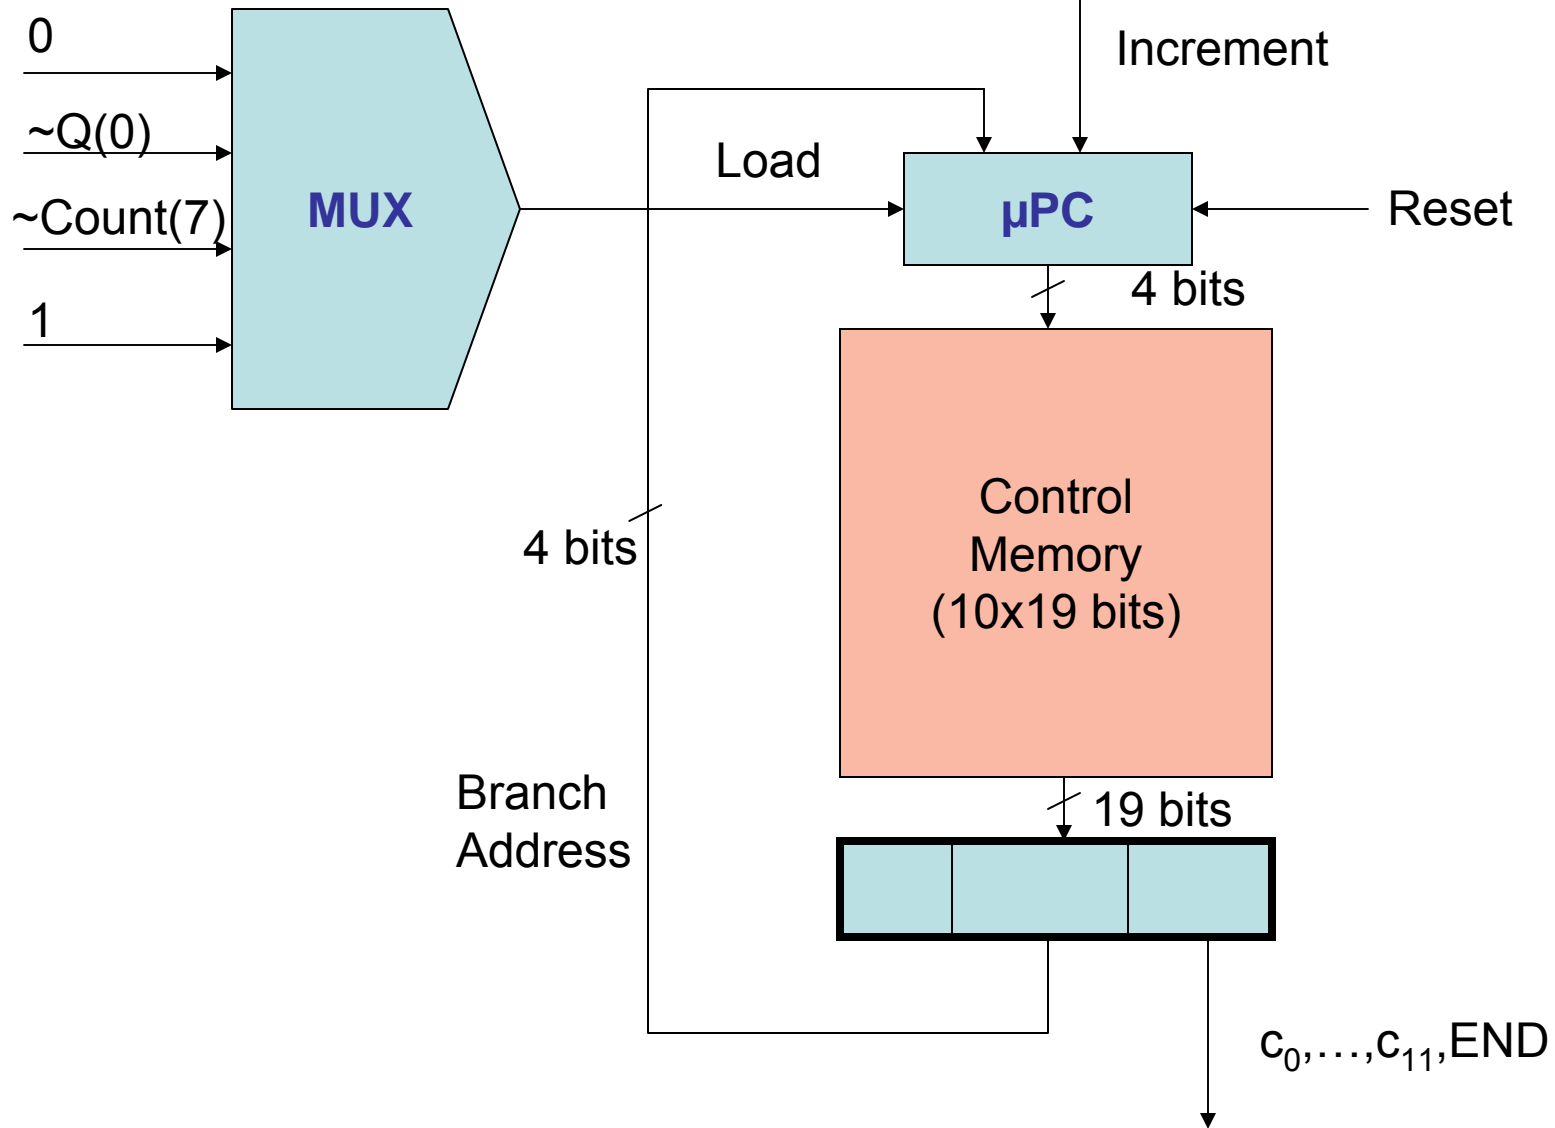 0
~Q(0)
~Count(7)
1
MUX
Load
Increment
µPC
Reset
4 bits
Control
Memory
(10x19 bits)
4 bits
Branch
Address
19 bits
c₀,…,c₁₁,END